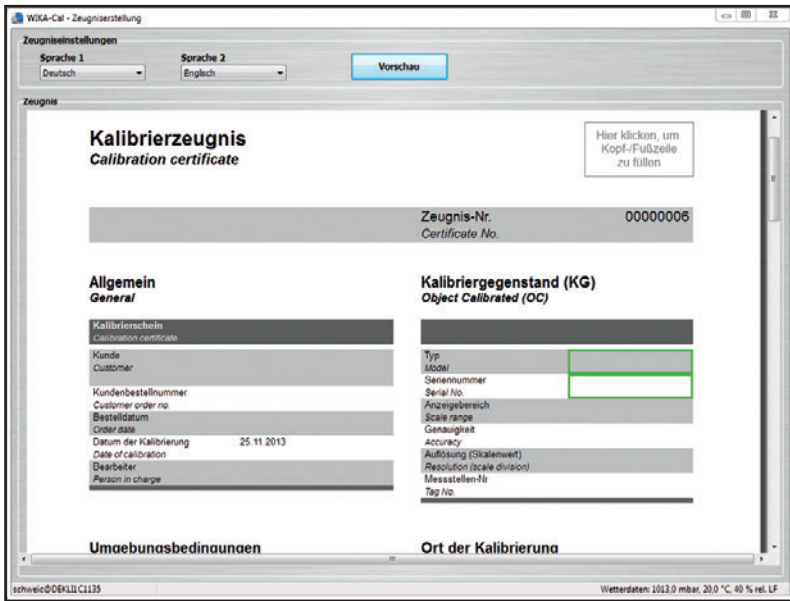 WIKA-Cal - Zeugniserstellung
Zeugniseinstellungen
Sprache 1
Deutsch
Sprache 2
Englisch
Vorschau
Zeugnis
Kalibrierzeugnis
Calibration certificate
Hier klicken, um
Kopf-/Fußzeile
zu füllen
Zeugnis-Nr. 00000006
Certificate No.
Allgemein
General
Kalibrierschein
Calibration certificate
Kunde
Customer
Kundenbestellnummer
Customer order no.
Bestelldatum
Order date
Datum der Kalibrierung 25.11.2013
Date of calibration
Bearbeiter
Person in charge
Kalibriergegenstand (KG)
Object Calibrated (OC)
Typ
Model
Seriennummer
Serial No.
Anzeigebereich
Scale range
Genauigkeit
Accuracy
Auflösung (Skalenwert)
Resolution (scale division)
Messstellen-Nr
Tag No.
Umgebungsbedingungen
Ort der Kalibrierung
schweic@DEKLI1C1135
Wetterdaten: 1013,0 mbar, 20,0 °C, 40 % rel. LF